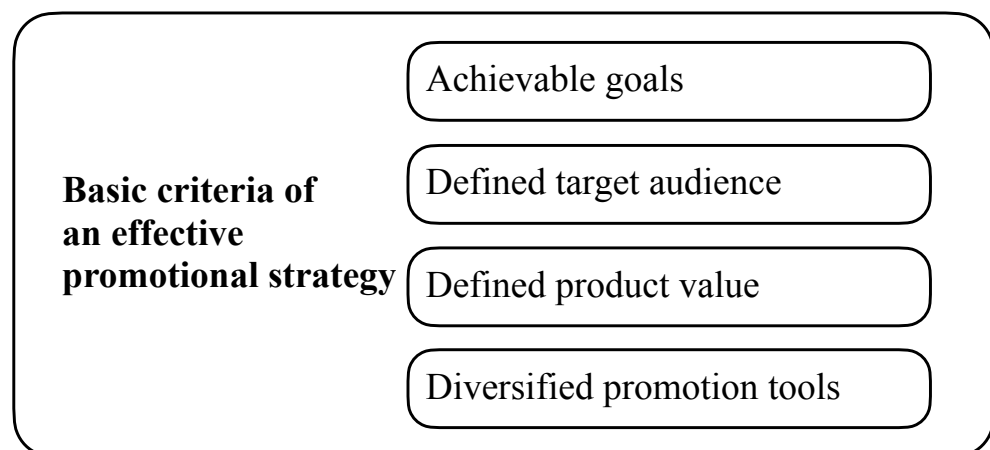 Basic criteria of
an effective
promotional strategy
Achievable goals
Defined target audience
Defined product value
Diversified promotion tools